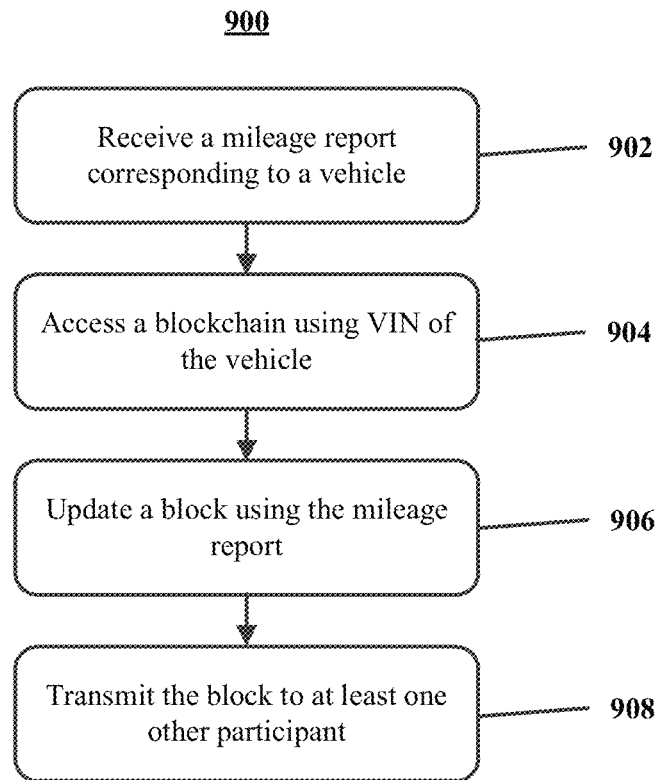 900
Receive a mileage report
corresponding to a vehicle
902
Access a blockchain using VIN of
the vehicle
904
Update a block using the mileage
report
906
Transmit the block to at least one
other participant
908